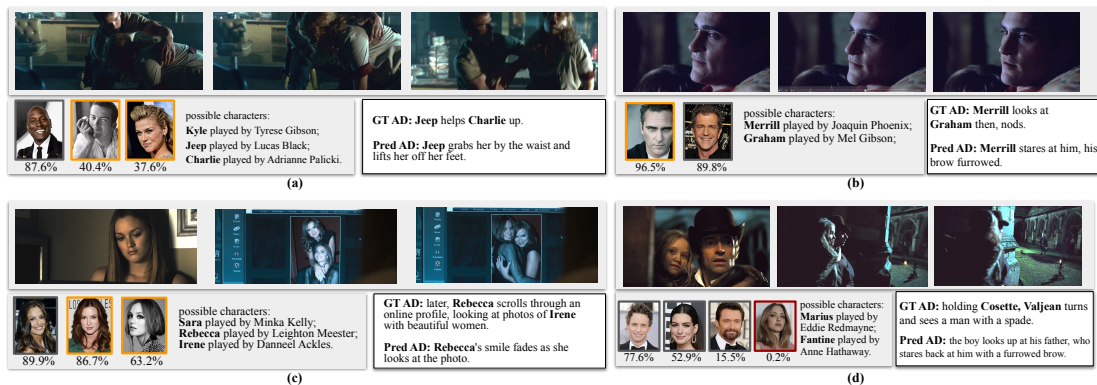 possible characters:
Kyle played by Tyrese Gibson;
Jeep played by Lucas Black;
Charlie played by Adrianne Palicki.
87.6% 40.4% 37.6%
GT AD: Jeep helps Charlie up.
Pred AD: Jeep grabs her by the waist and
lifts her off her feet.
(a)
possible characters:
Merrill played by Joaquin Phoenix;
Graham played by Mel Gibson;
96.5% 89.8%
GT AD: Merrill looks at
Graham then, nods.
Pred AD: Merrill stares at him, his
brow furrowed.
(b)
possible characters:
Sara played by Minka Kelly;
Rebecca played by Leighton Meester;
Irene played by Danneel Ackles.
89.9% 86.7% 63.2%
GT AD: later, Rebecca scrolls through an
online profile, looking at photos of Irene
with beautiful women.
Pred AD: Rebecca's smile fades as she
looks at the photo.
(c)
possible characters:
Marius played by
Eddie Redmayne;
Fantine played by
Anne Hathaway.
77.6% 52.9% 15.5% 0.2%
GT AD: holding Cosette, Valjean turns
and sees a man with a spade.
Pred AD: the boy looks up at his father, who
stares back at him with a furrowed brow.
(d)